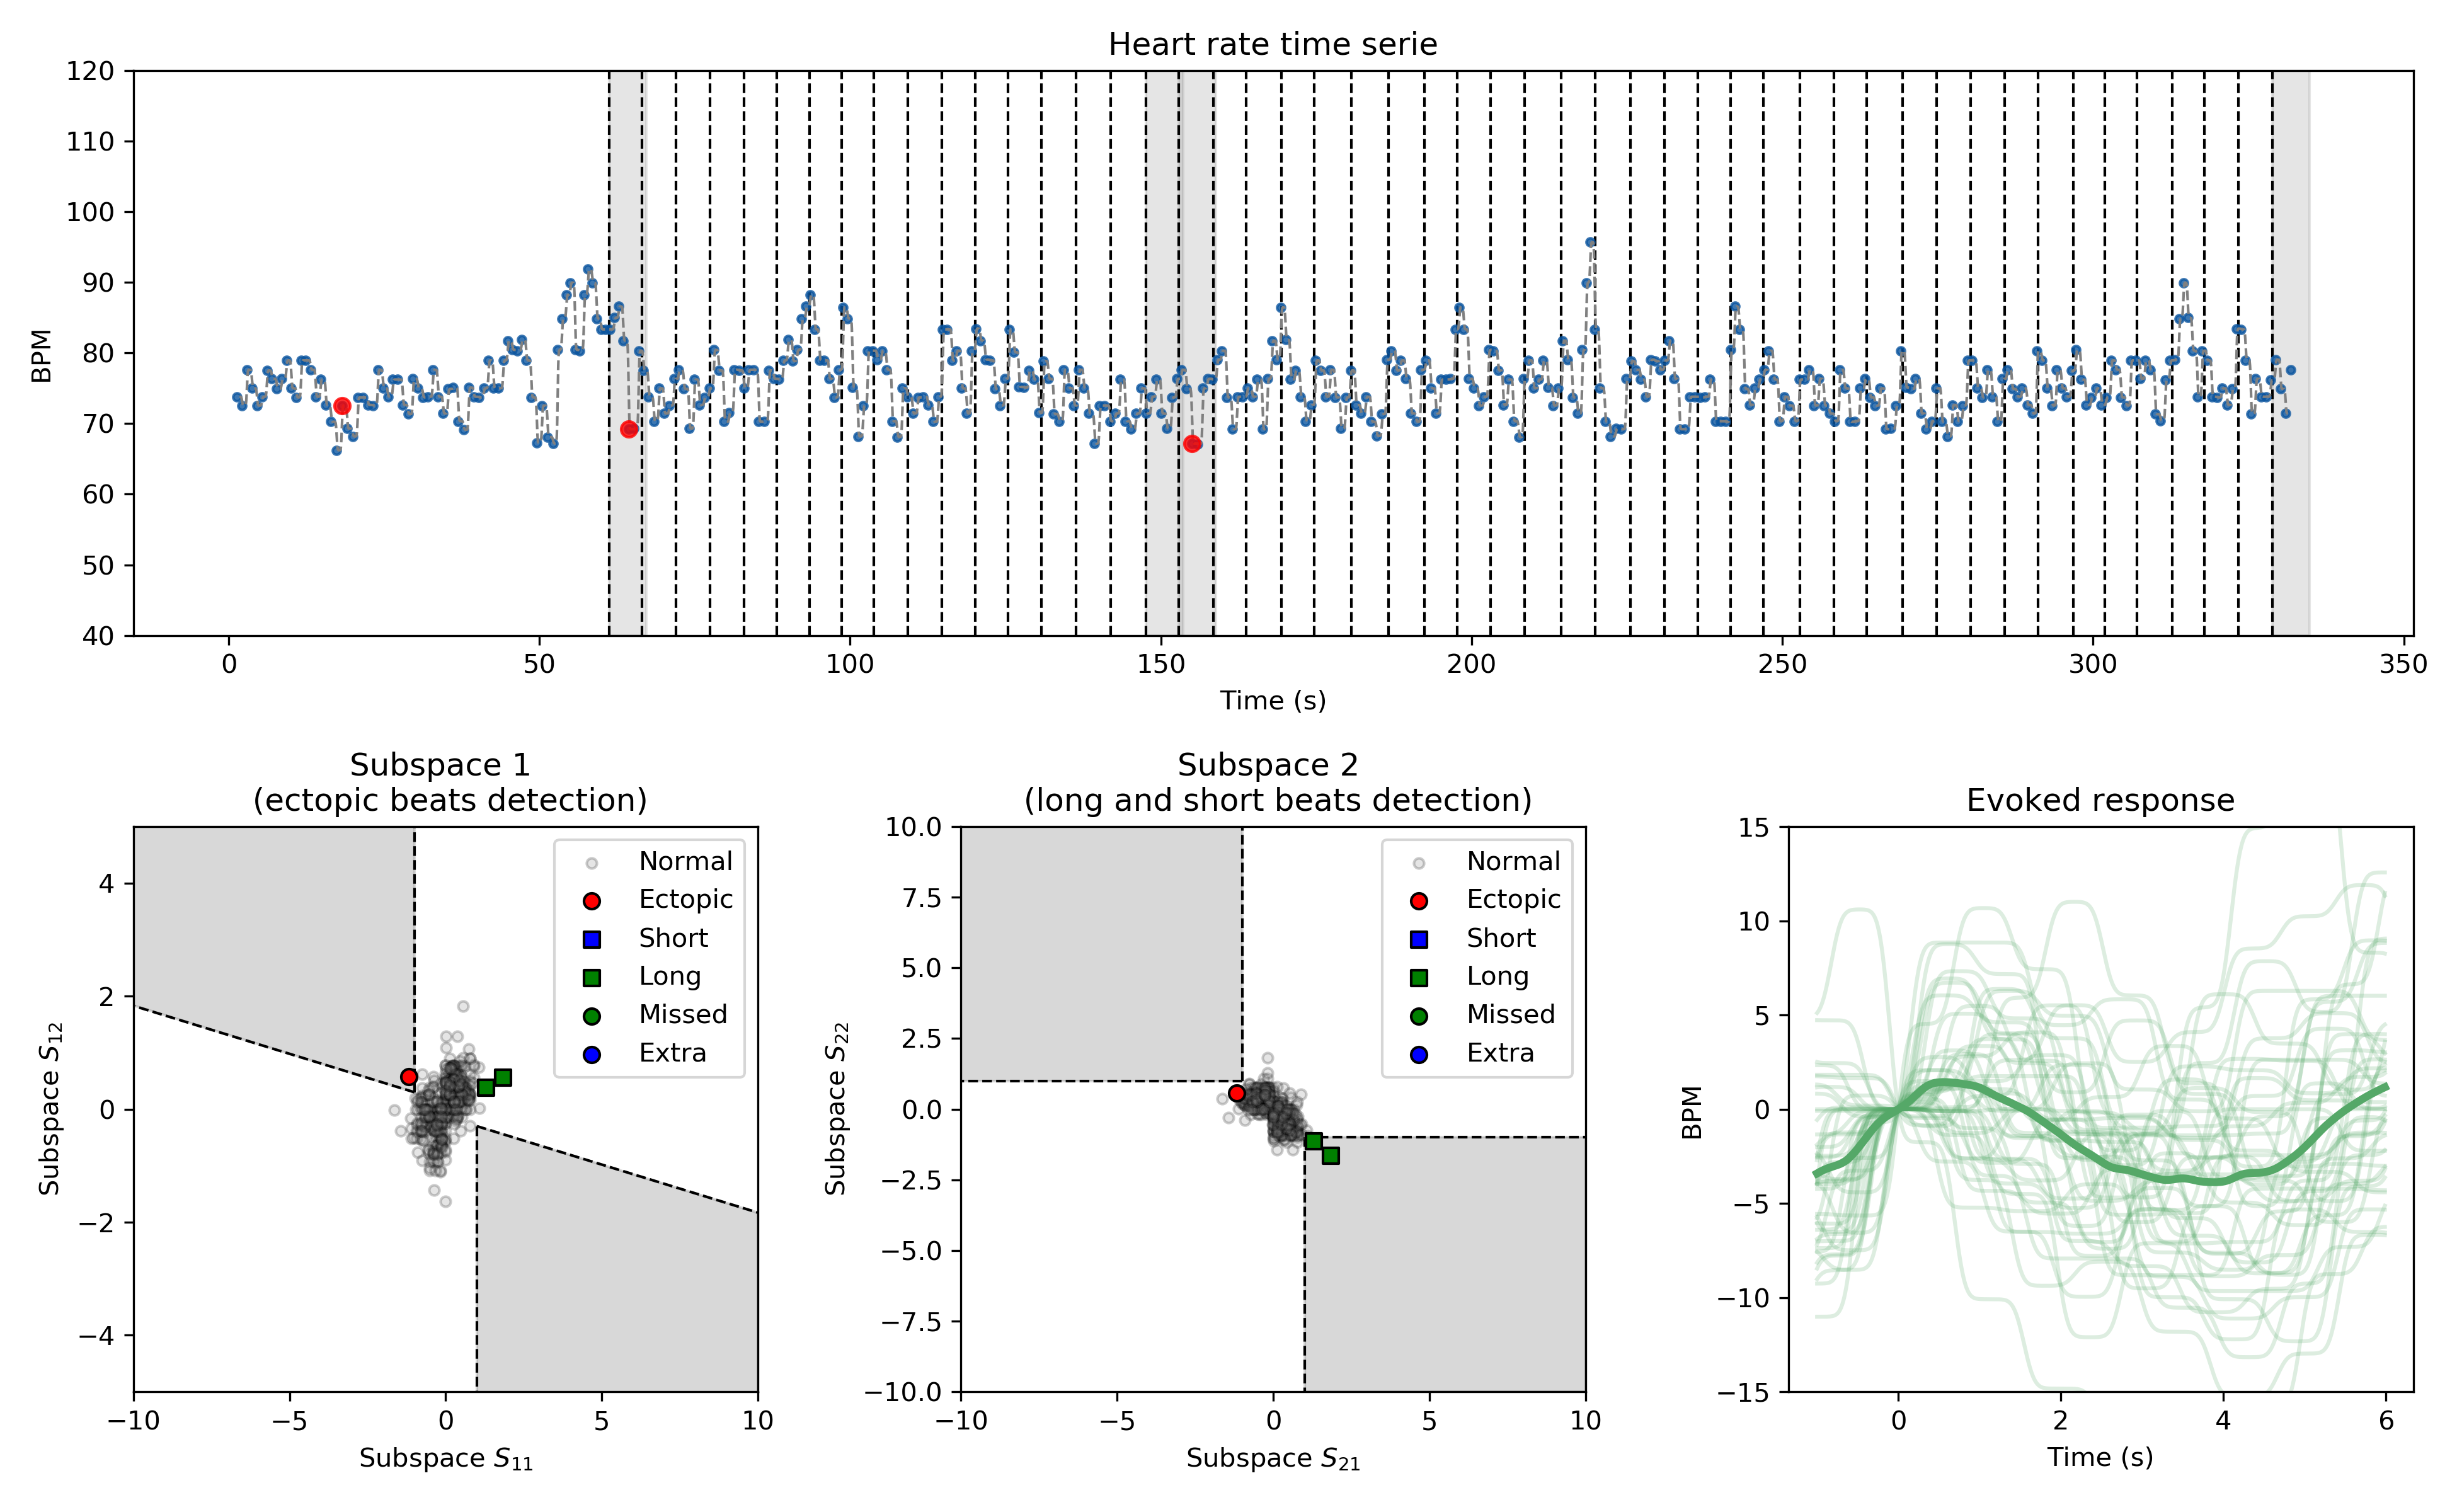 Heart rate time serie
120
110
100
90
80
70
60
50
40
BPM
0 50 100 150 200 250 300 350
Time (s)
Subspace 1
(ectopic beats detection)
4
2
0
−2
−4
Subspace S12
Normal
Ectopic
Short
Long
Missed
Extra
−10 −5 0 5 10
Subspace S11
Subspace 2
(long and short beats detection)
10.0
7.5
5.0
2.5
0.0
−2.5
−5.0
−7.5
−10.0
Subspace S22
Normal
Ectopic
Short
Long
Missed
Extra
−10 −5 0 5 10
Subspace S21
Evoked response
15
10
5
0
−5
−10
−15
BPM
0 2 4 6
Time (s)